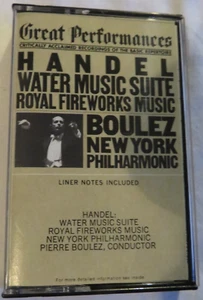 Great Performances
CRITICALLY ACCLAIMED RECORDINGS OF THE BASIC REPERTOIRE
HANDEL
WATER MUSIC SUITE
ROYAL FIREWORKS MUSIC
BOULEZ
NEW YORK
PHILHARMONIC
LINER NOTES INCLUDED
HANDEL:
WATER MUSIC SUITE
ROYAL FIREWORKS MUSIC
NEW YORK PHILHARMONIC
PIERRE BOULEZ, CONDUCTOR